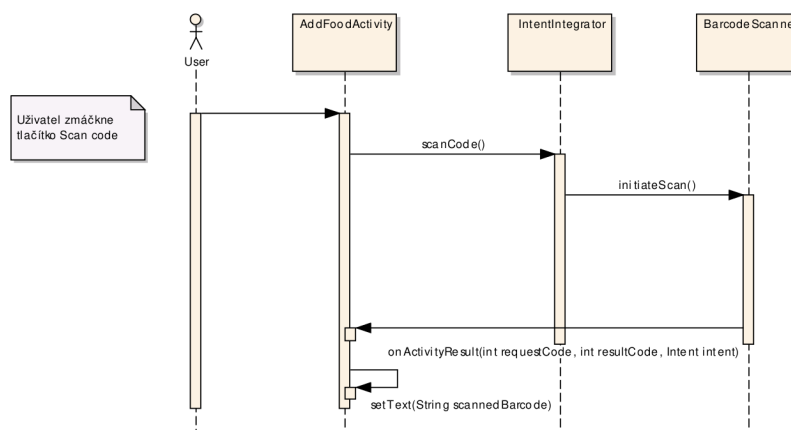 AddFoodActivity
IntentIntegrator
BarcodeScanne
User
Uživatel zmáčkne
tlačítko Scan code
scanCode()
initiateScan()
onActivityResult(int requestCode, int resultCode, Intent intent)
setText(String scannedBarcode)